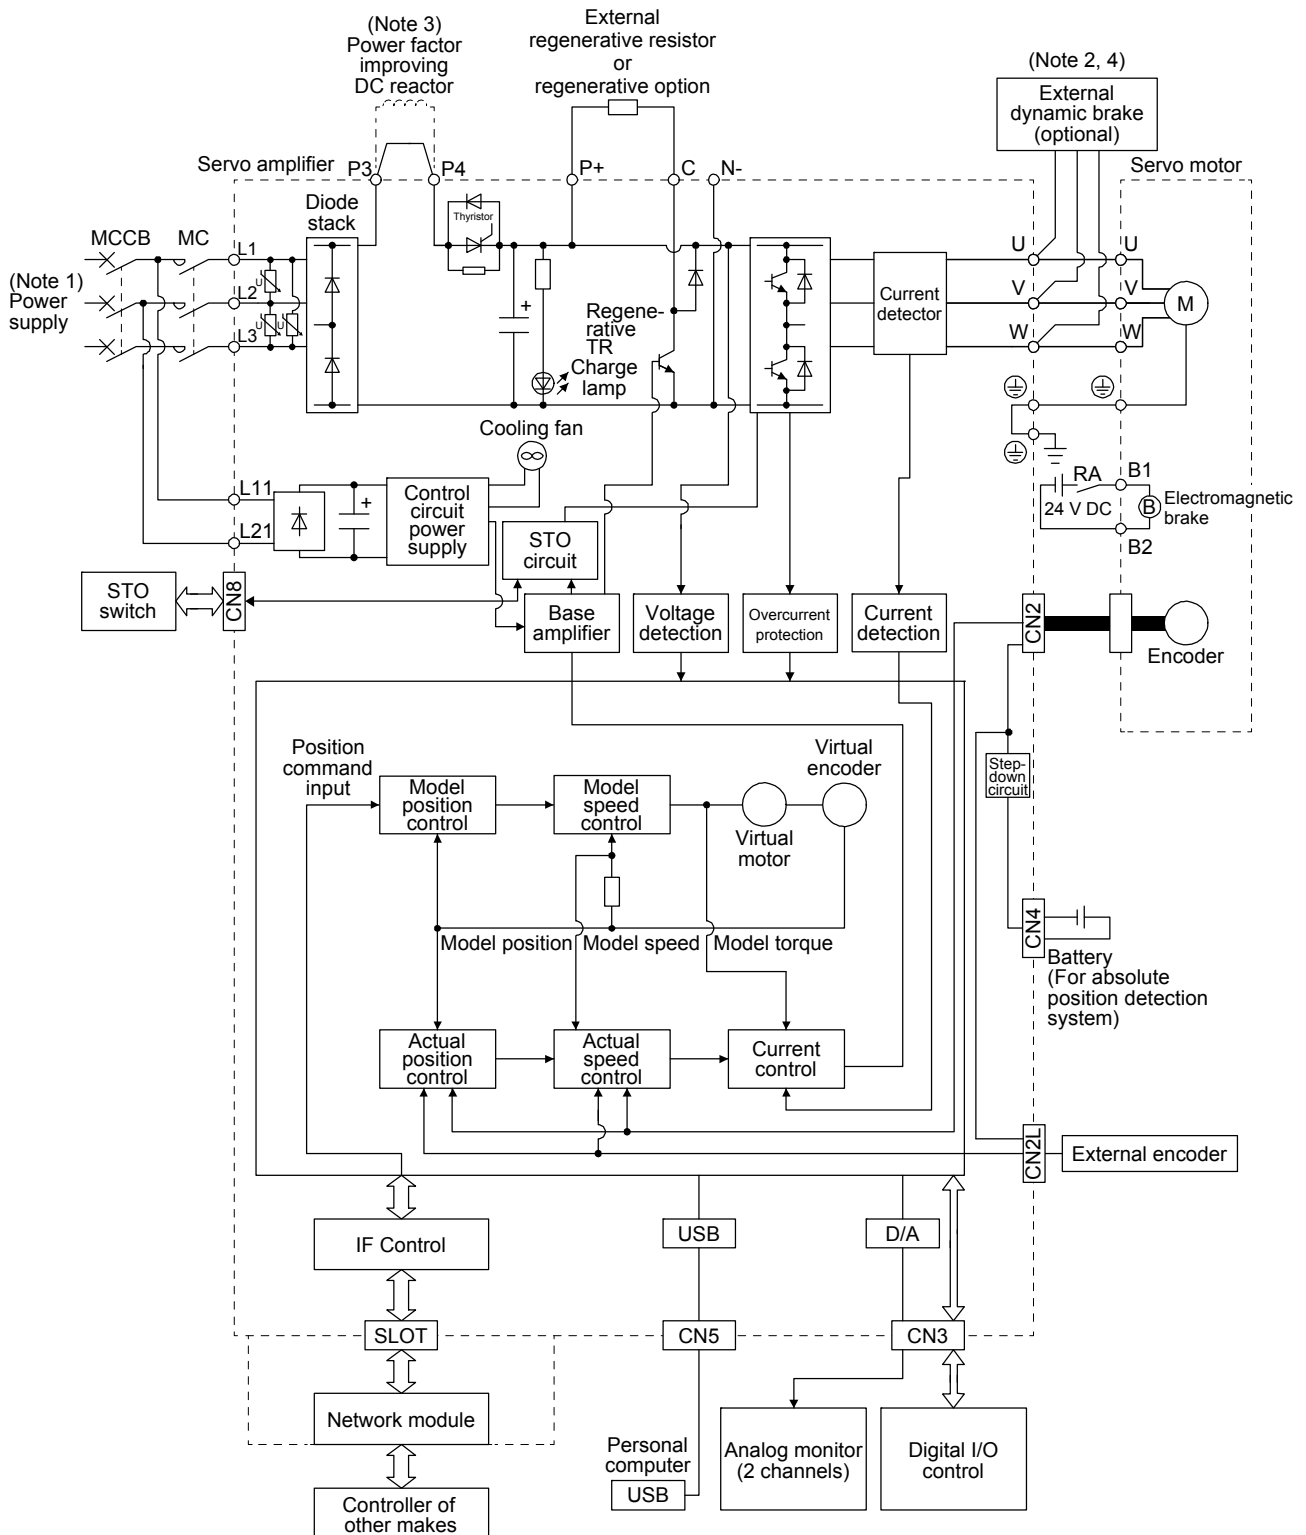 (Note 3)
Power factor
improving
DC reactor
External
regenerative resistor
or
regenerative option
(Note 2, 4)
External
dynamic brake
(optional)
Servo amplifier
P3
P4
P+
C
N-
Servo motor
Diode
stack
Thyristor
MCCB
MC
L1
U
U
(Note 1)
Power
supply
L2
U
U
U
L3
+
Regene-
rative
TR
Charge
lamp
Current
detector
V
V
M
W
W
Cooling fan
L11
L21
+
Control
circuit
power
supply
STO
circuit
RA
24 V DC
B1
B
Electromagnetic
brake
B2
STO
switch
CN8
Base
amplifier
Voltage
detection
Overcurrent
protection
Current
detection
CN2
Encoder
Position
command
input
Model
position
control
Model
speed
control
Virtual
encoder
Virtual
motor
Step-
down
circuit
Model position
Model speed
Model torque
CN4
Battery
(For absolute
position detection
system)
Actual
position
control
Actual
speed
control
Current
control
CN2L
External encoder
IF Control
USB
D/A
SLOT
CN5
CN3
Network module
Personal
computer
USB
Analog monitor
(2 channels)
Digital I/O
control
Controller of
other makes